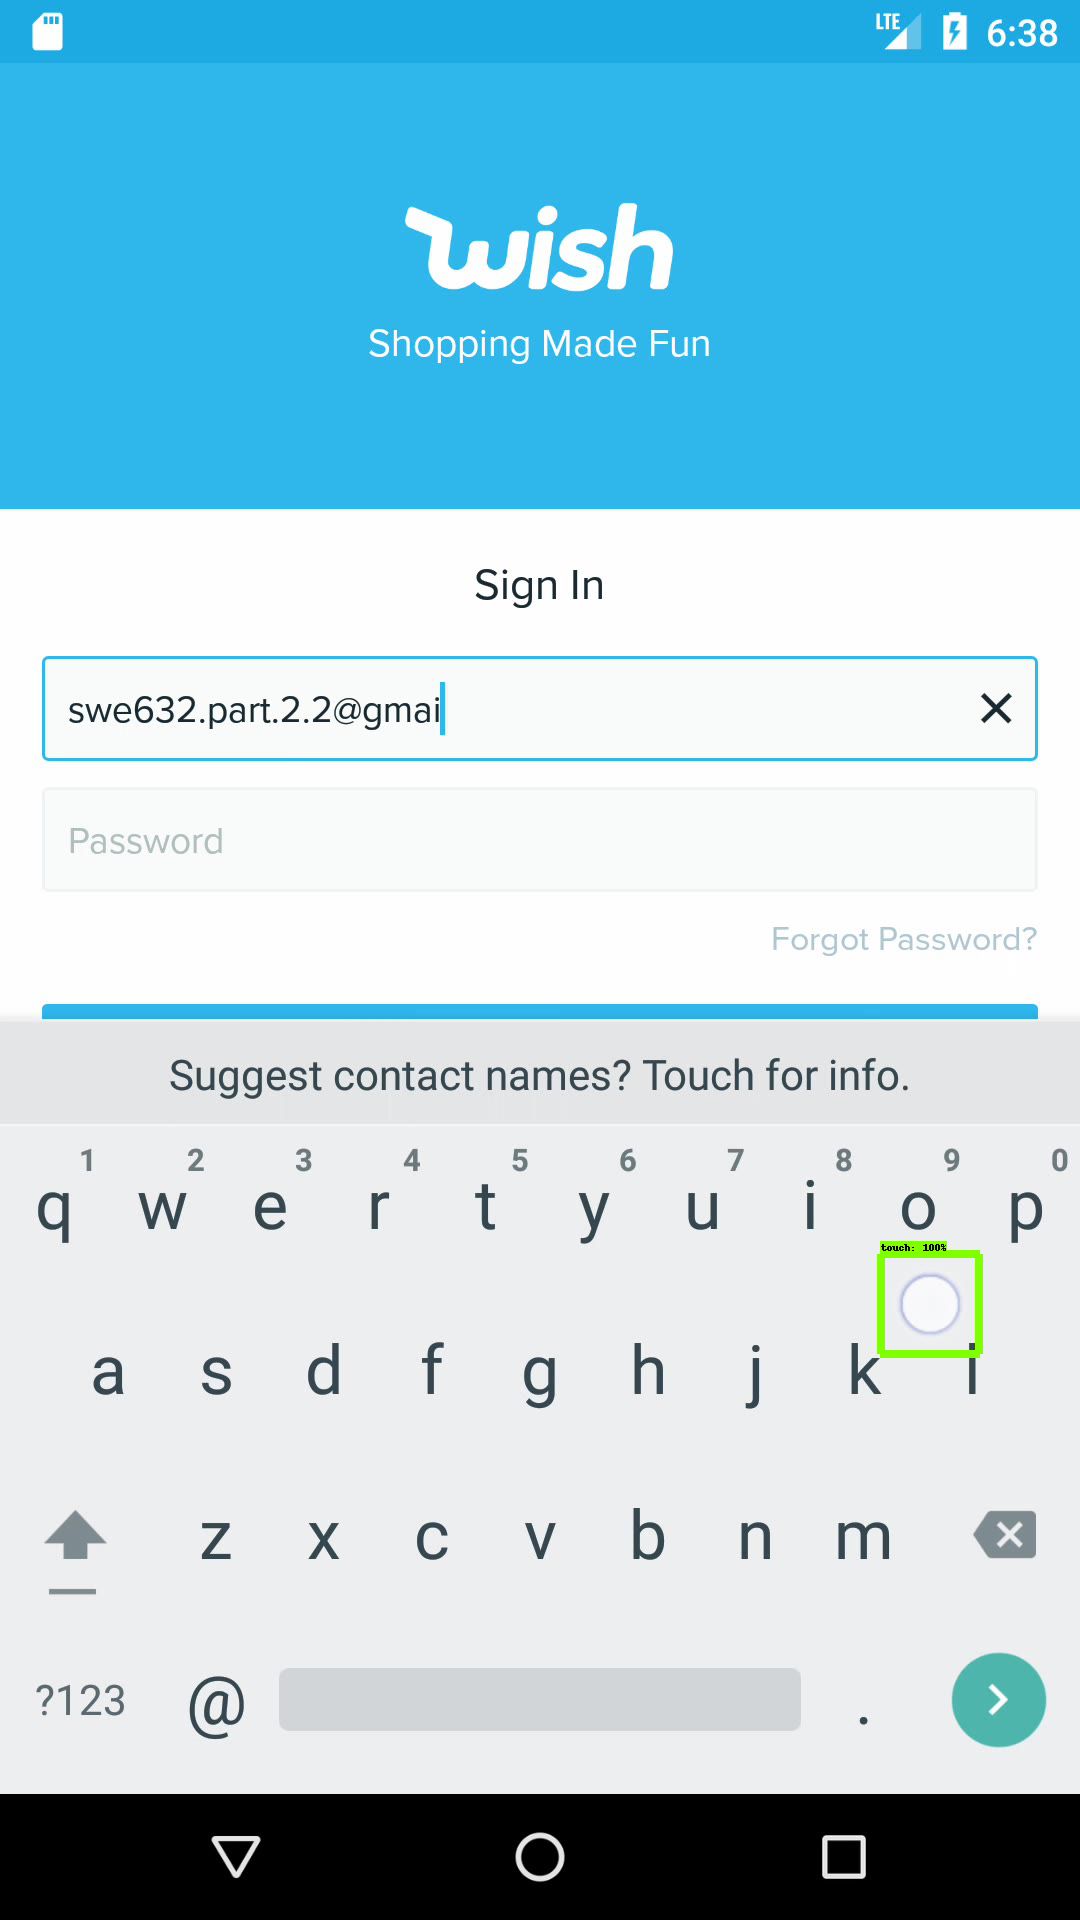 LTE 6:38
wish
Shopping Made Fun
Sign In
swe632.part.2.2@gmai
Password
Forgot Password?
Suggest contact names? Touch for info.
1 2 3 4 5 6 7 8 9 0
q w e r t y u i o p
touch: 100%
a s d f g h j k l
z x c v b n m
?123 @ .